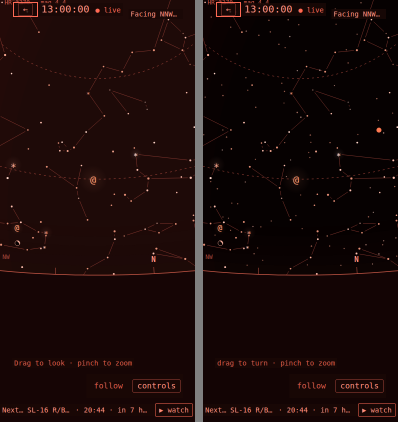 13:00:00 ● live
Facing NNW…
@
@
NW
N
Drag to look · pinch to zoom
follow
controls
Next… SL-16 R/B… · 20:44 · in 7 h…
▶ watch
13:00:00 ● live
Facing NNW…
@
@
NW
N
drag to turn · pinch to zoom
follow
controls
Next… SL-16 R/B… · 20:44 · in 7 h…
▶ watch